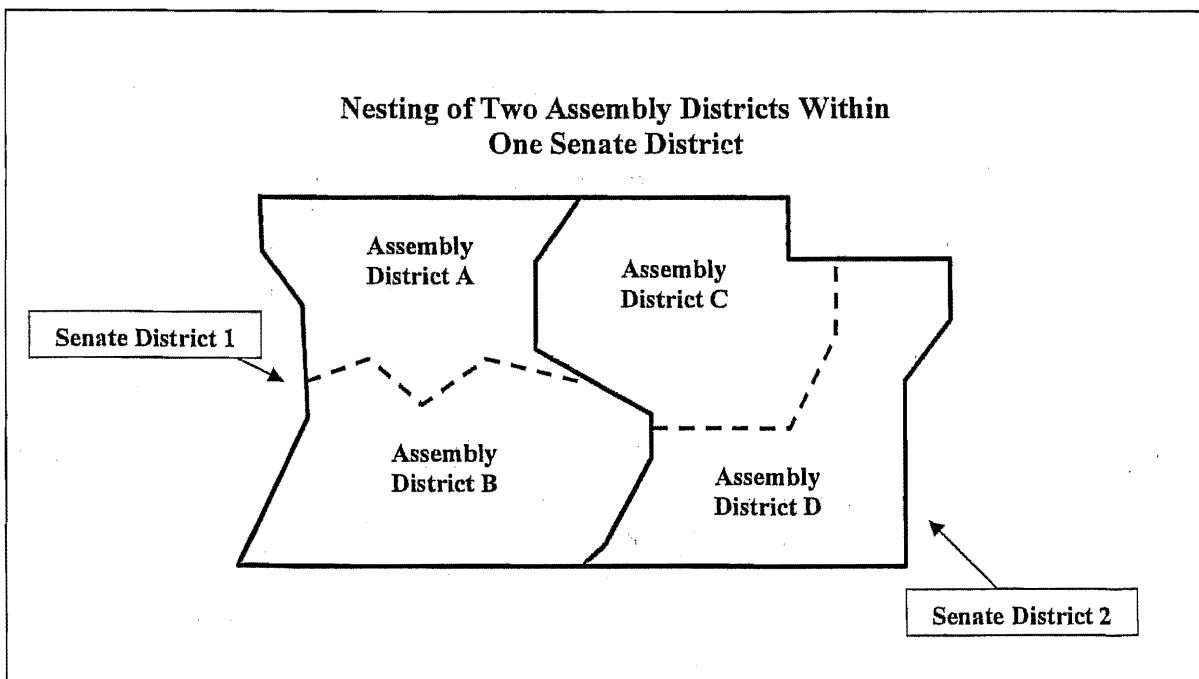 Nesting of Two Assembly Districts Within
One Senate District
Assembly
District A
Assembly
District C
Senate District 1
Assembly
District B
Assembly
District D
Senate District 2